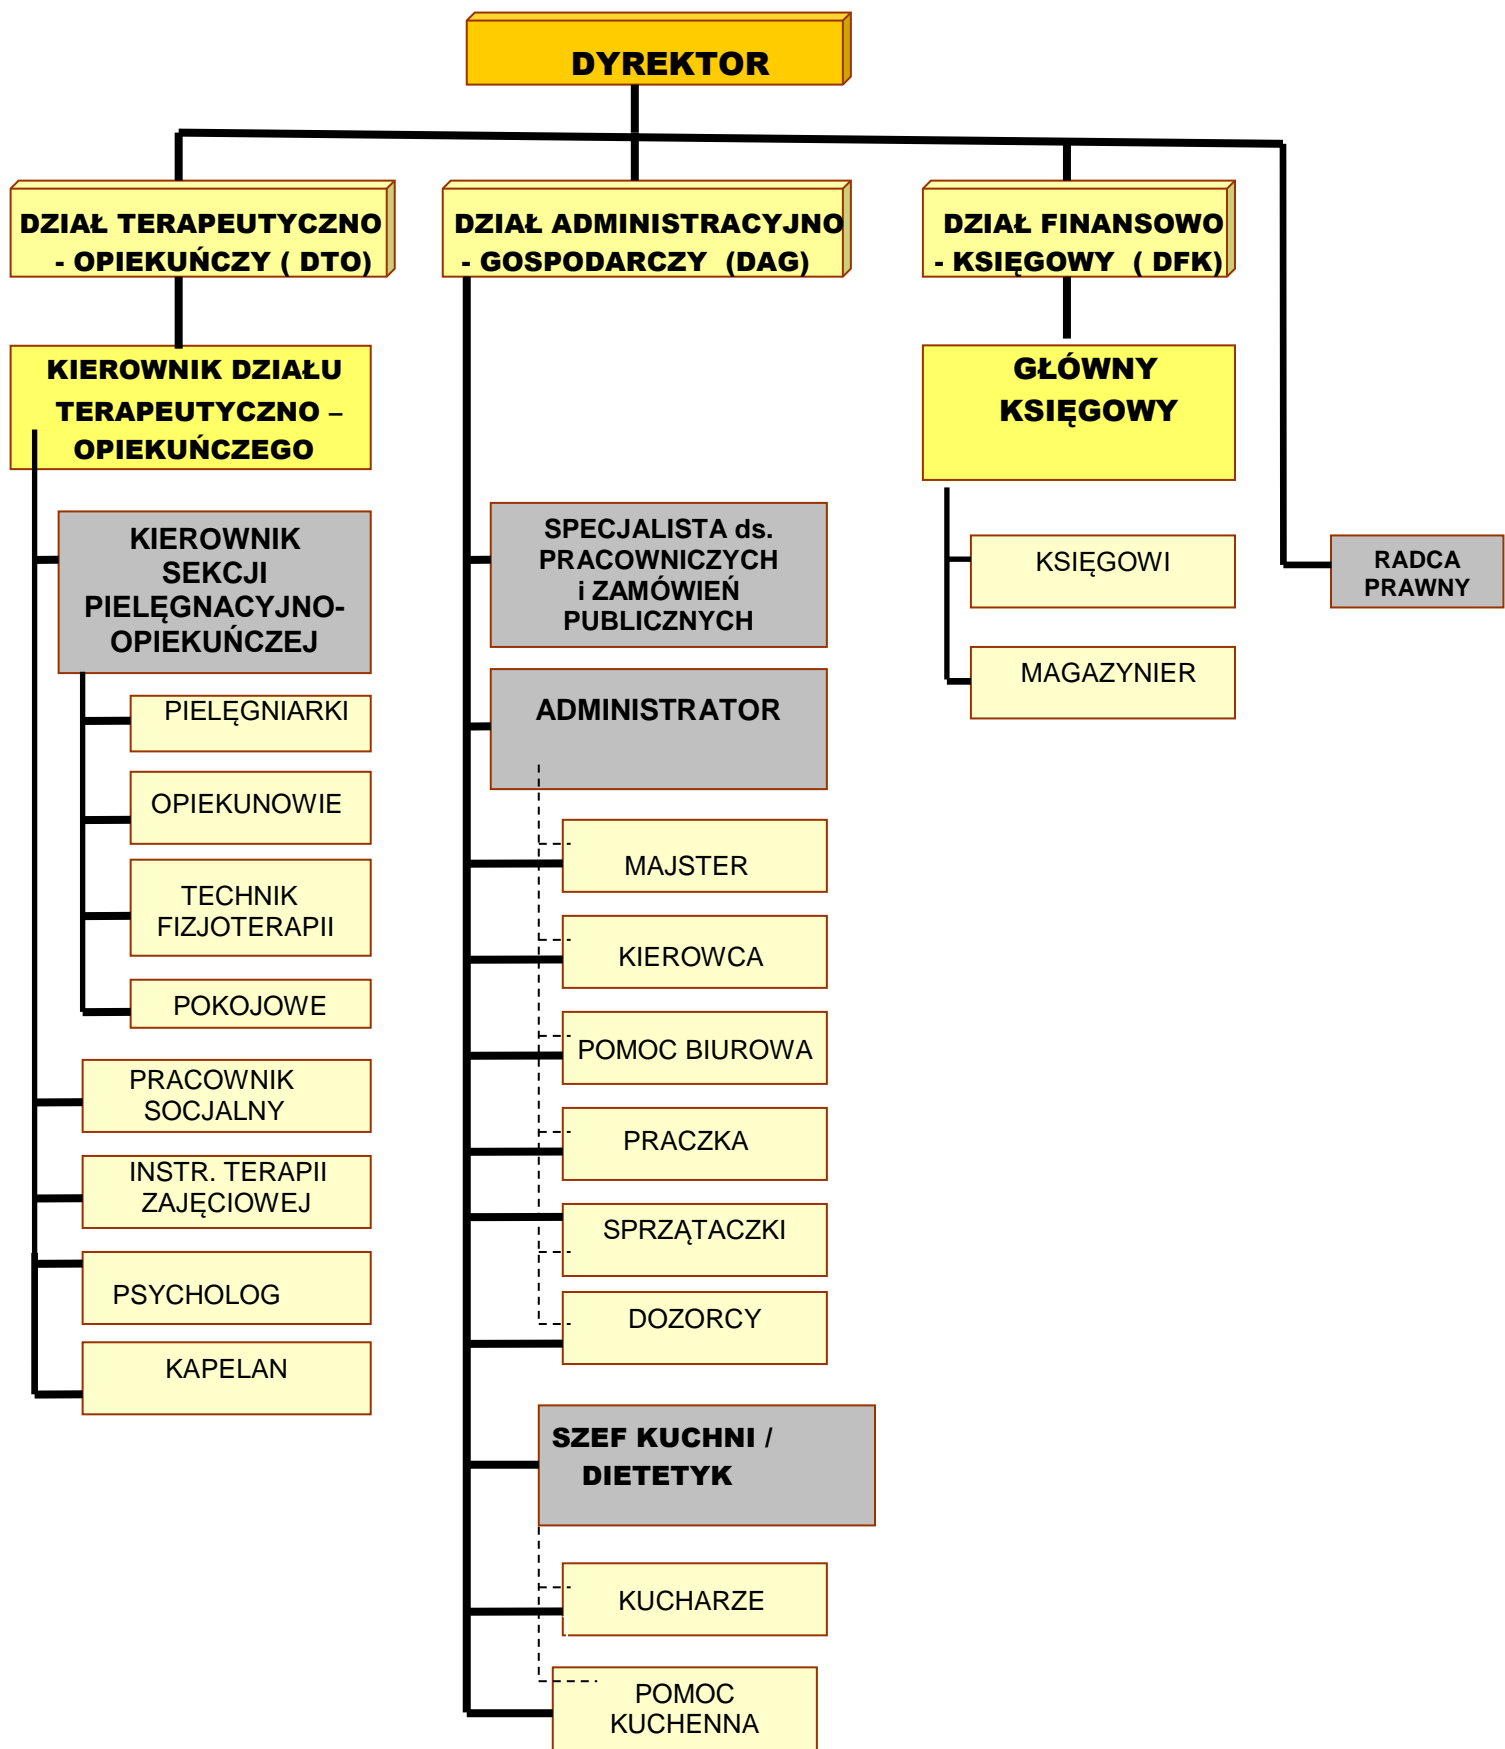 DYREKTOR
DZIAŁ TERAPEUTYCZNO
- OPIEKUŃCZY ( DTO)
DZIAŁ ADMINISTRACYJNO
- GOSPODARCZY (DAG)
DZIAŁ FINANSOWO
- KSIĘGOWY ( DFK)
KIEROWNIK DZIAŁU
TERAPEUTYCZNO –
OPIEKUŃCZEGO
GŁÓWNY
KSIĘGOWY
KIEROWNIK
SEKCJI
PIELĘGNACYJNO-
OPIEKUŃCZEJ
PIELĘGNIARKI
OPIEKUNOWIE
TECHNIK
FIZJOTERAPII
POKOJOWE
PRACOWNIK
SOCJALNY
INSTR. TERAPII
ZAJĘCIOWEJ
PSYCHOLOG
KAPELAN
SPECJALISTA ds.
PRACOWNICZYCH
i ZAMÓWIEŃ
PUBLICZNYCH
ADMINISTRATOR
MAJSTER
KIEROWCA
POMOC BIUROWA
PRACZKA
SPRZĄTACZKI
DOZORCY
SZEF KUCHNI /
DIETETYK
KUCHARZE
POMOC
KUCHENNA
KSIĘGOWI
MAGAZYNIER
RADCA
PRAWNY